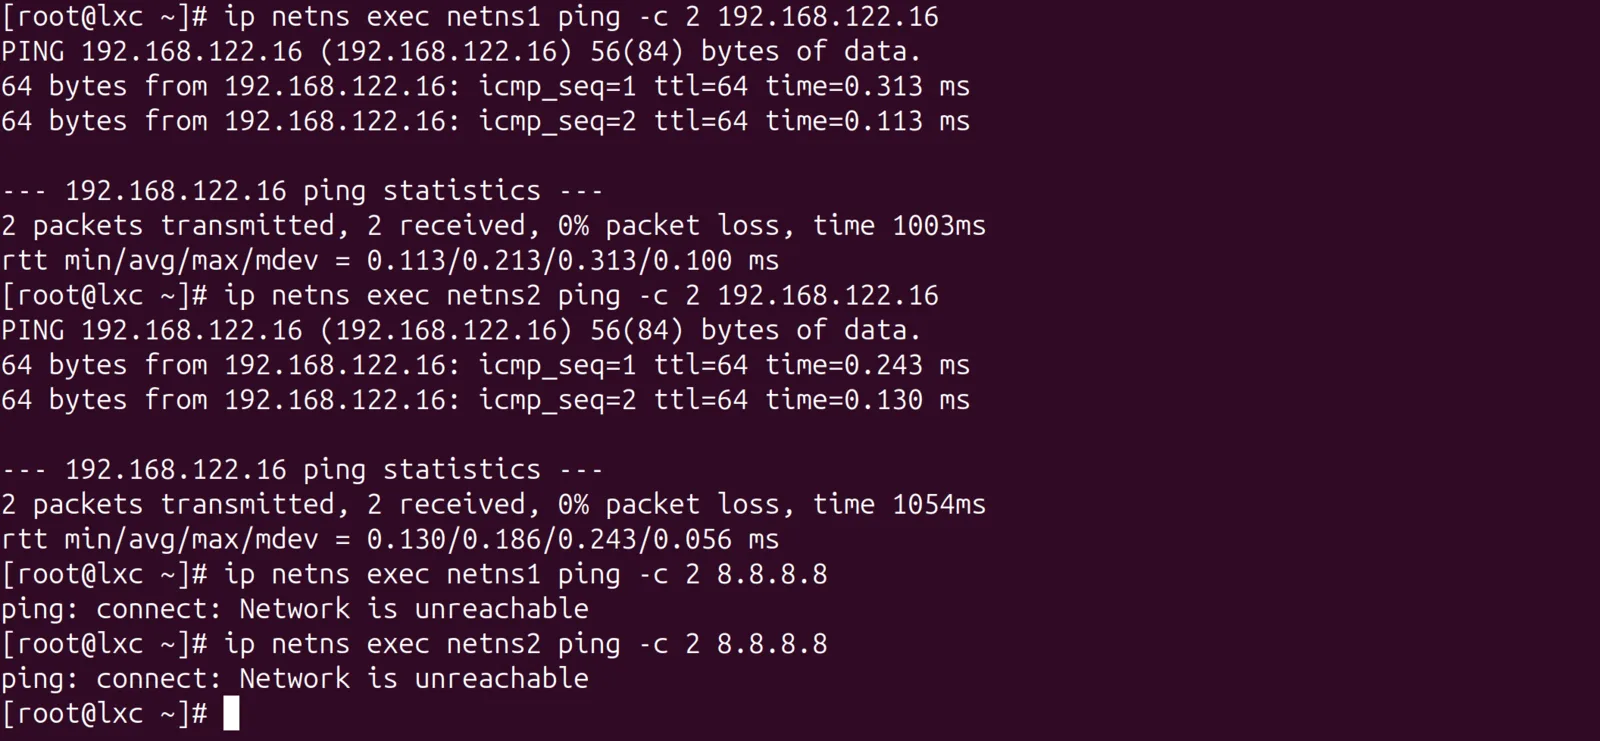 [root@lxc ~]# ip netns exec netns1 ping -c 2 192.168.122.16
PING 192.168.122.16 (192.168.122.16) 56(84) bytes of data.
64 bytes from 192.168.122.16: icmp_seq=1 ttl=64 time=0.313 ms
64 bytes from 192.168.122.16: icmp_seq=2 ttl=64 time=0.113 ms

--- 192.168.122.16 ping statistics ---
2 packets transmitted, 2 received, 0% packet loss, time 1003ms
rtt min/avg/max/mdev = 0.113/0.213/0.313/0.100 ms
[root@lxc ~]# ip netns exec netns2 ping -c 2 192.168.122.16
PING 192.168.122.16 (192.168.122.16) 56(84) bytes of data.
64 bytes from 192.168.122.16: icmp_seq=1 ttl=64 time=0.243 ms
64 bytes from 192.168.122.16: icmp_seq=2 ttl=64 time=0.130 ms

--- 192.168.122.16 ping statistics ---
2 packets transmitted, 2 received, 0% packet loss, time 1054ms
rtt min/avg/max/mdev = 0.130/0.186/0.243/0.056 ms
[root@lxc ~]# ip netns exec netns1 ping -c 2 8.8.8.8
ping: connect: Network is unreachable
[root@lxc ~]# ip netns exec netns2 ping -c 2 8.8.8.8
ping: connect: Network is unreachable
[root@lxc ~]#